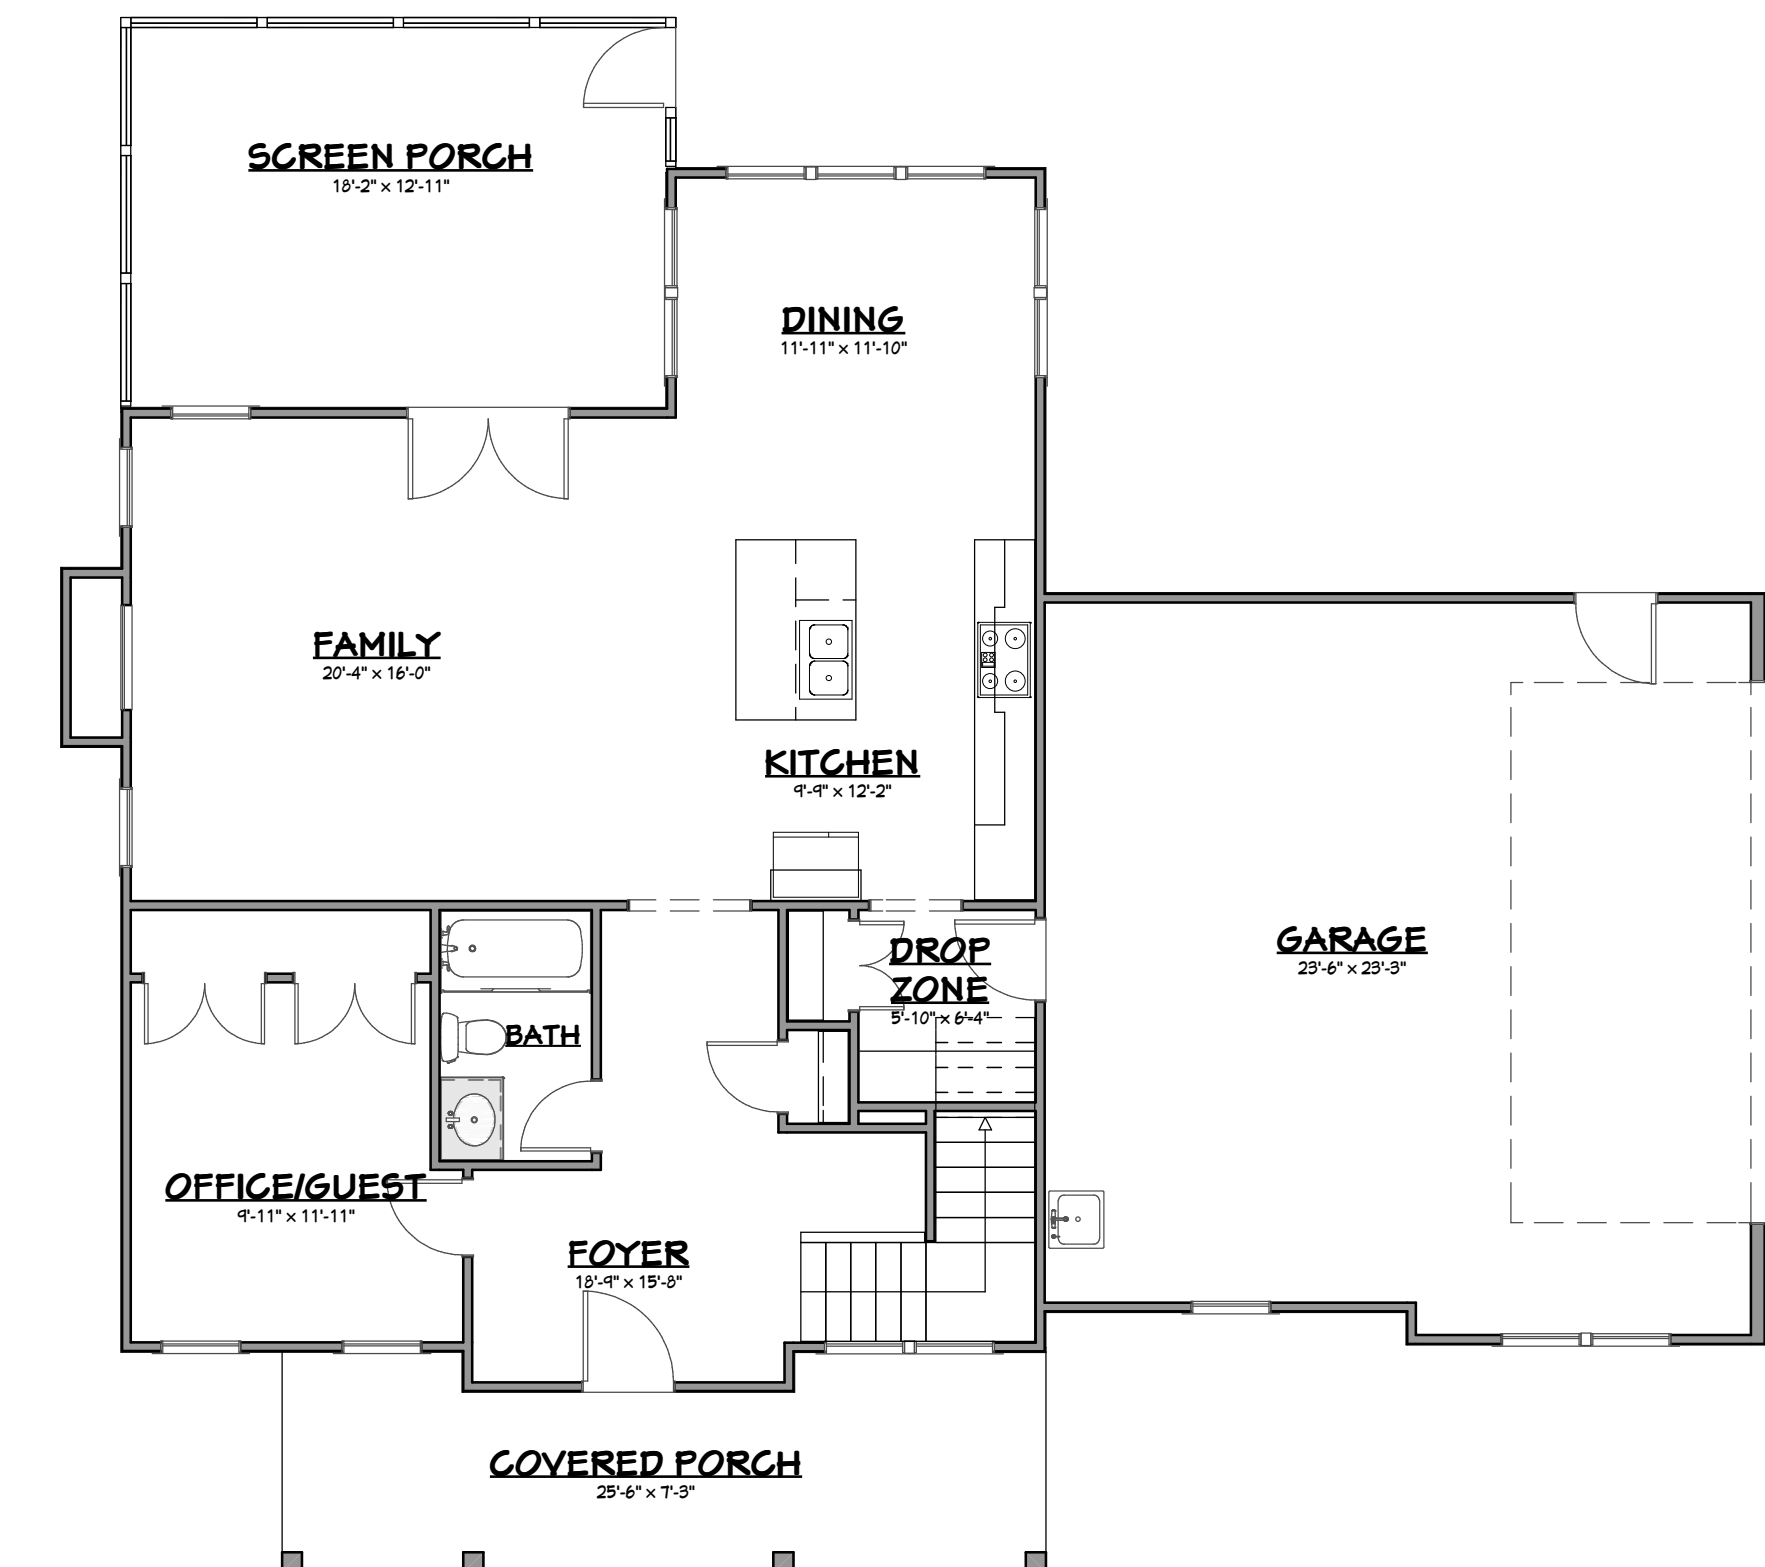 SCREEN PORCH
18'-2" x 12'-11"
DINING
11'-11" x 11'-10"
FAMILY
20'-4" x 16'-0"
KITCHEN
9'-9" x 12'-2"
DROP
ZONE
5'-10" x 6'-4"
GARAGE
23'-6" x 23'-3"
BATH
OFFICE/GUEST
9'-11" x 11'-11"
FOYER
18'-9" x 15'-8"
COVERED PORCH
25'-6" x 7'-3"